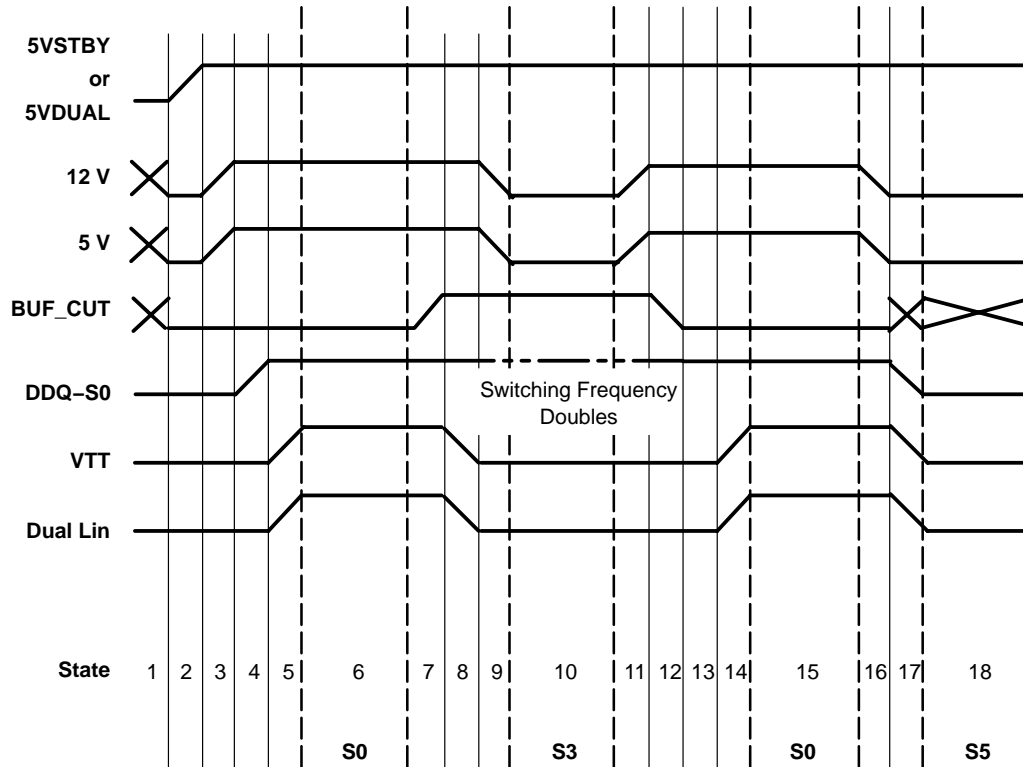 5VSTBY
or
5VDUAL
12 V
5 V
BUF_CUT
DDQ−S0
Switching Frequency
Doubles
VTT
Dual Lin
State 1 2 3 4 5 6 7 8 9 10 11 12 13 14 15 16 17 18
S0 S3 S0 S5